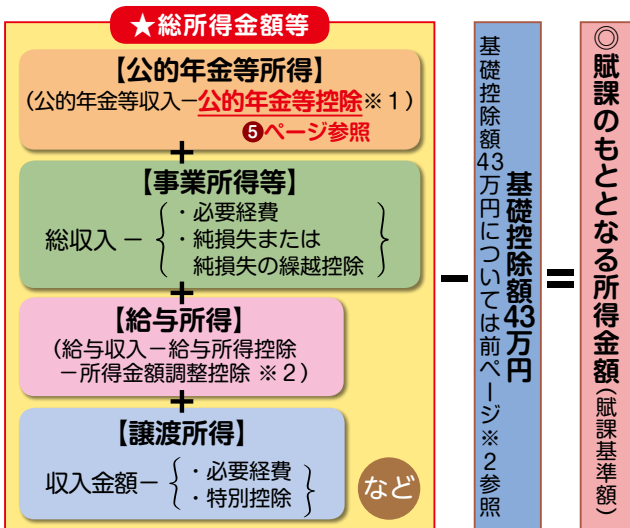 ★総所得金額等
【公的年金等所得】
(公的年金等収入−公的年金等控除※1)
❺ページ参照
+
【事業所得等】
総収入 − {
・必要経費
・純損失または
純損失の繰越控除
}
+
【給与所得】
(給与収入−給与所得控除
−所得金額調整控除 ※2)
+
【譲渡所得】
収入金額− {
・必要経費
・特別控除
}
など
−
基礎控除額43万円
基礎控除額43万円については前ページ※2参照
=
◎賦課のもととなる所得金額(賦課基準額)